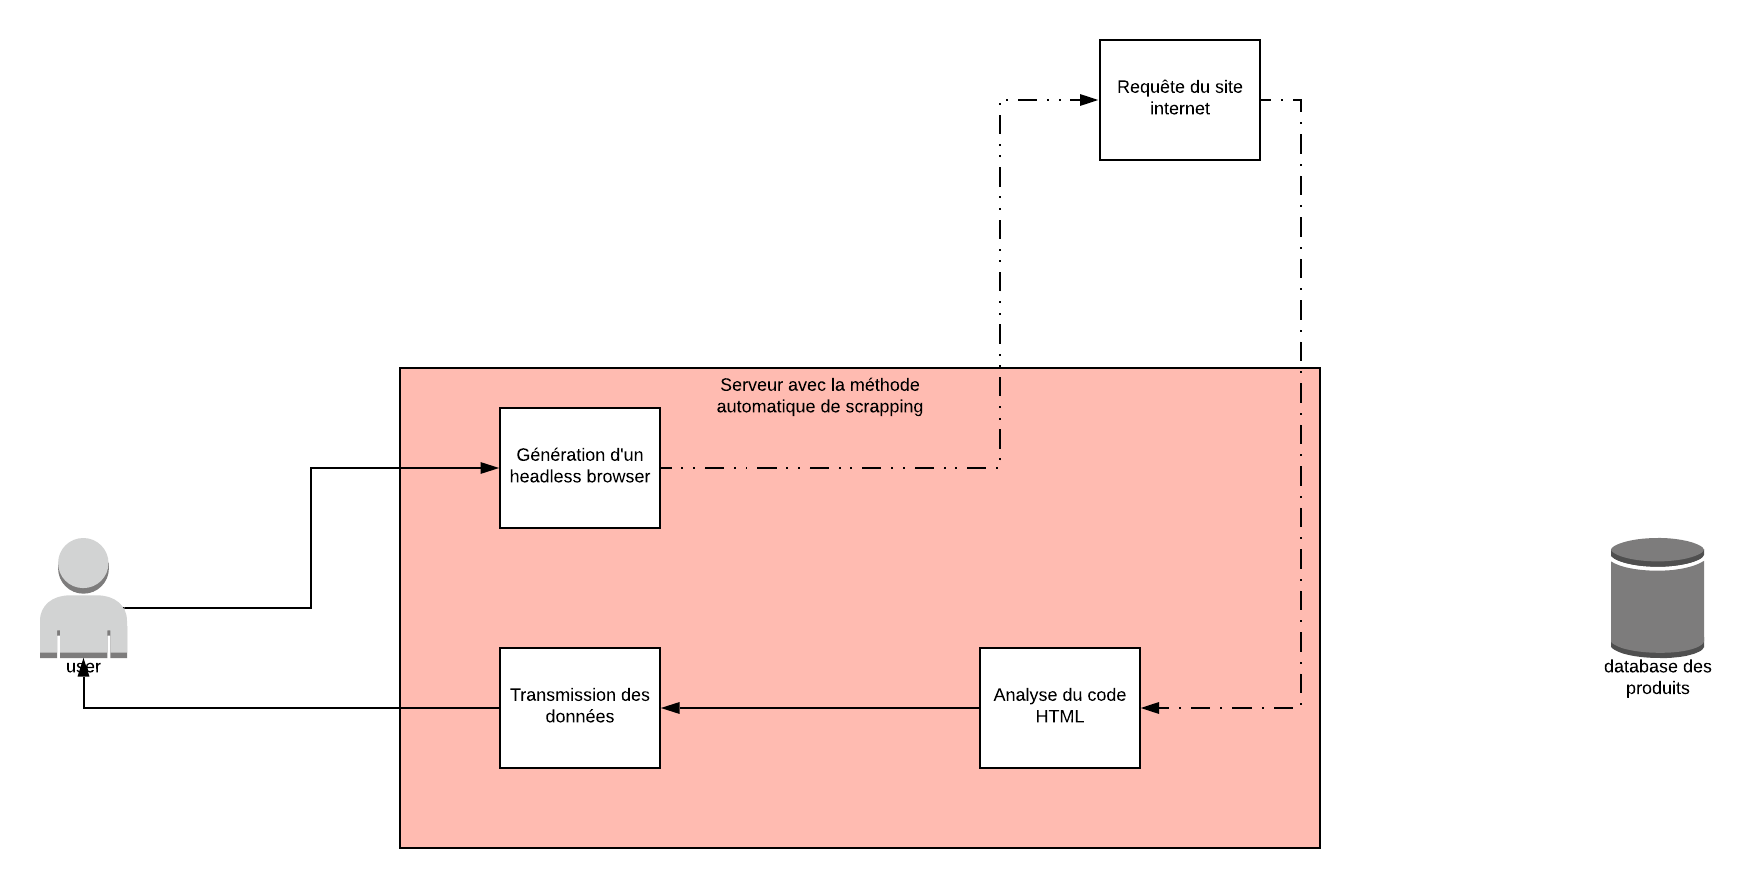 Requête du site
internet
Serveur avec la méthode
automatique de scrapping
Génération d'un
headless browser
user
database des
produits
Transmission des
données
Analyse du code
HTML